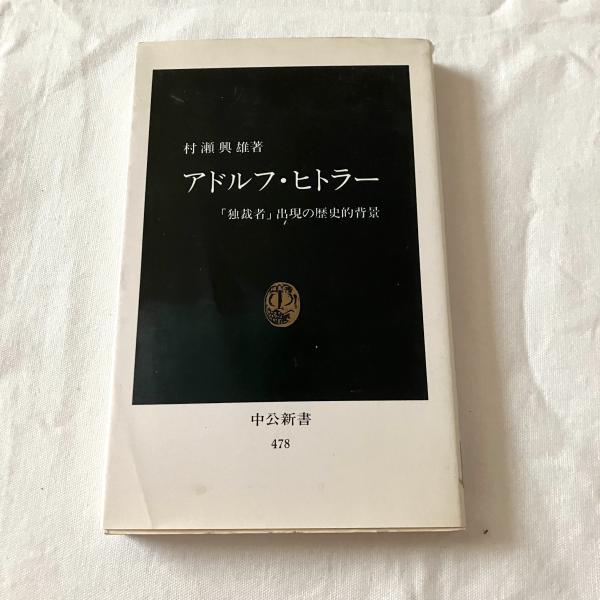 村瀬興雄著
アドルフ・ヒトラー
「独裁者」出現の歴史的背景
中公新書
478